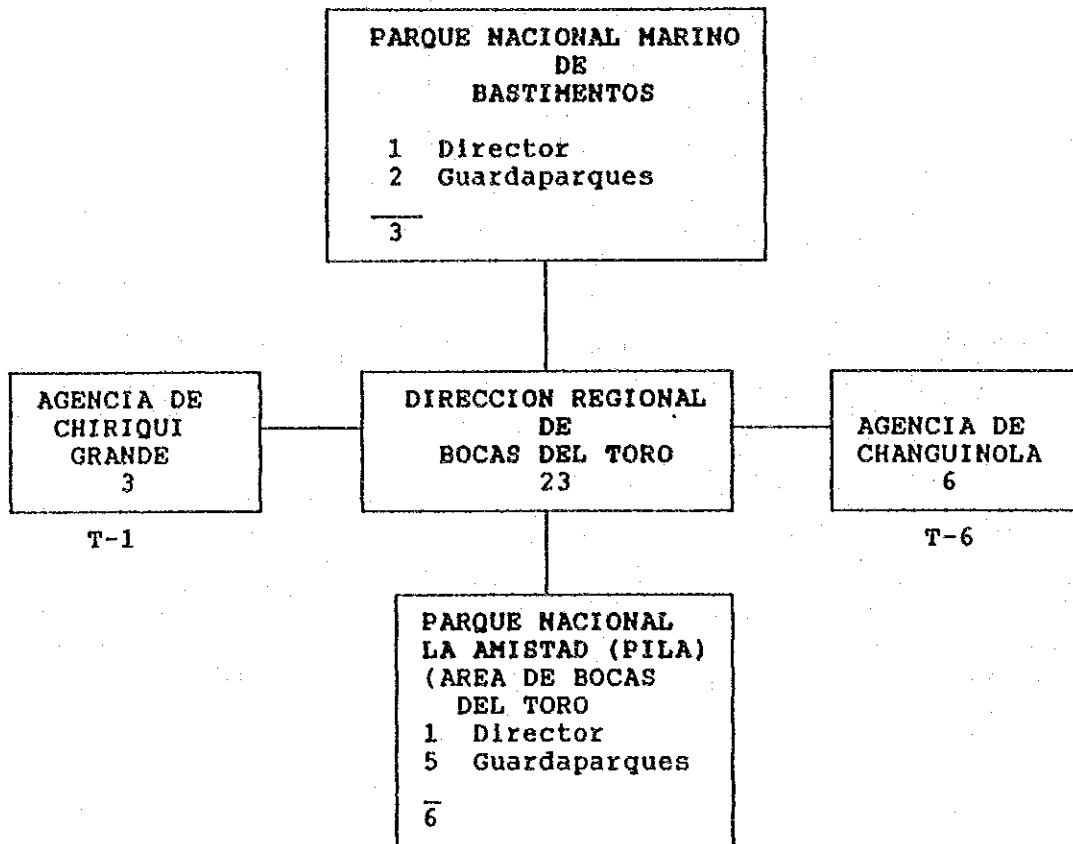 PARQUE NACIONAL MARINO
DE
BASTIMENTOS
1 Director
2 Guardaparques
3
AGENCIA DE
CHIRIQUI
GRANDE
3
T-1
DIRECCION REGIONAL
DE
BOCAS DEL TORO
23
AGENCIA DE
CHANGUINOLA
6
T-6
PARQUE NACIONAL
LA AMISTAD (PILA)
(AREA DE BOCAS
DEL TORO
1 Director
5 Guardaparques
6